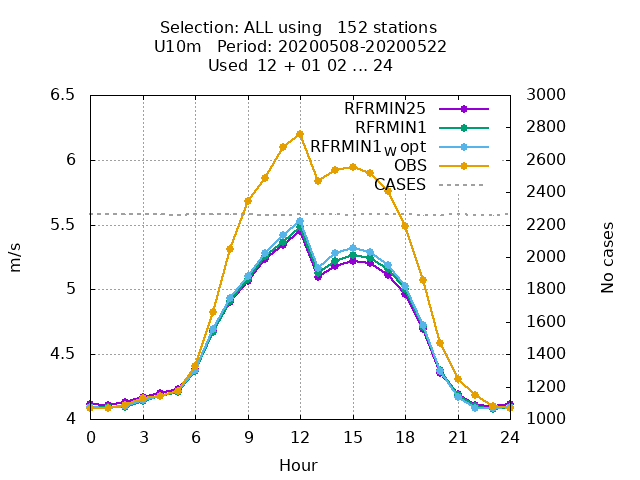 Selection: ALL using   152 stations
U10m   Period: 20200508-20200522
Used  12 + 01 02 ... 24
RFRMIN25
RFRMIN1
RFRMIN1wopt
OBS
CASES
6.5
6
5.5
5
4.5
4
3000
2800
2600
2400
2200
2000
1800
1600
1400
1200
1000
m/s
No cases
0 3 6 9 12 15 18 21 24
Hour